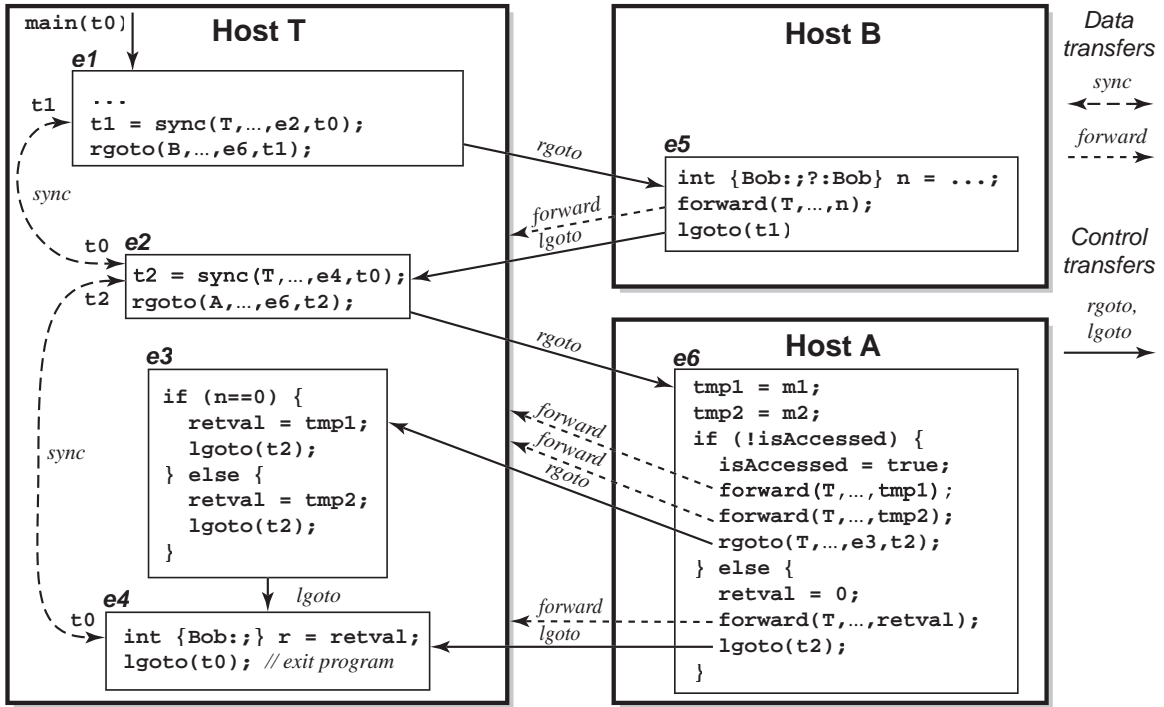 main(t0)
Host T
e1
...
t1 = sync(T,…,e2,t0);
rgoto(B,…,e6,t1);
t1
sync
t0
e2
t2 = sync(T,…,e4,t0);
rgoto(A,…,e6,t2);
t2
e3
if (n==0) {
retval = tmp1;
lgoto(t2);
} else {
retval = tmp2;
lgoto(t2);
}
sync
lgoto
t0
e4
int {Bob:;} r = retval;
lgoto(t0); // exit program
rgoto
forward
lgoto
rgoto
forward
forward
rgoto
forward
lgoto
Host B
e5
int {Bob:;?:Bob} n = ...;
forward(T,…,n);
lgoto(t1)
Host A
e6
tmp1 = m1;
tmp2 = m2;
if (!isAccessed) {
isAccessed = true;
forward(T,…,tmp1);
forward(T,…,tmp2);
rgoto(T,…,e3,t2);
} else {
retval = 0;
forward(T,…,retval);
lgoto(t2);
}
Data
transfers
sync
forward
Control
transfers
rgoto,
lgoto